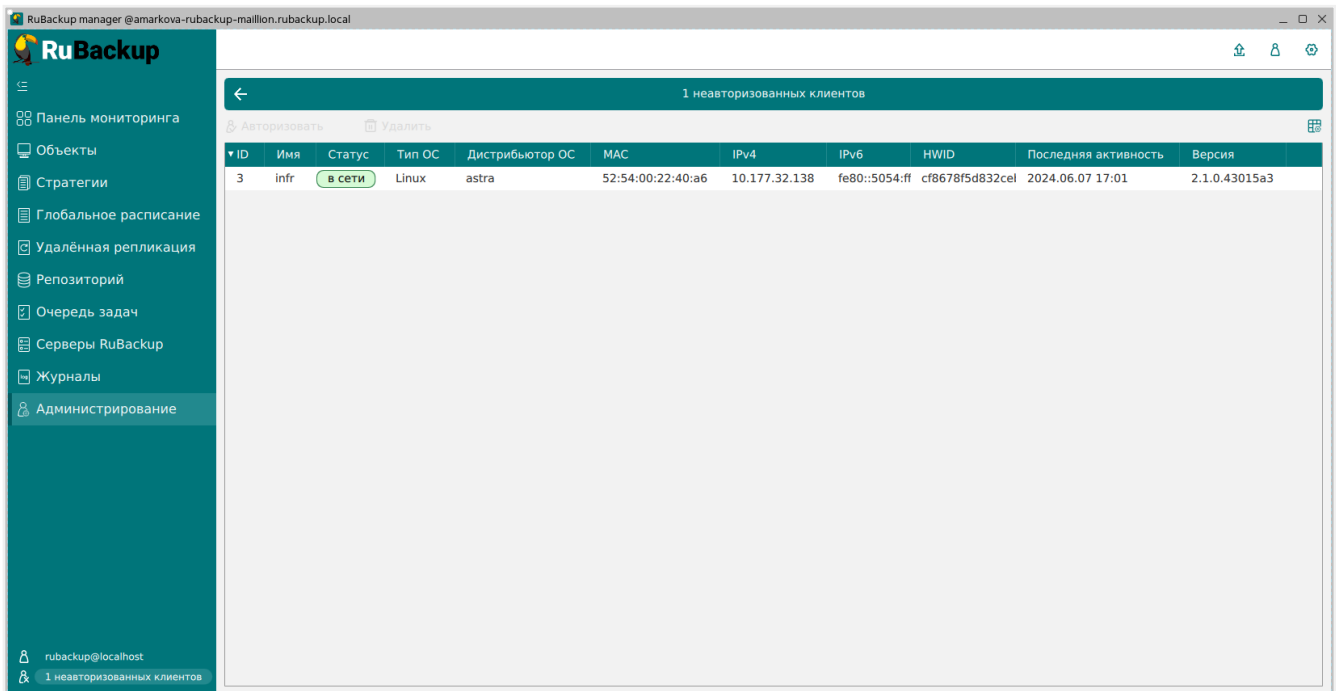 RuBackup manager @amarkova-rubackup-maillion.rubackup.local
RuBackup
Панель мониторинга
Объекты
Стратегии
Глобальное расписание
Удалённая репликация
Репозиторий
Очередь задач
Серверы RuBackup
Журналы
Администрирование
rubackup@localhost
1 неавторизованных клиентов
1 неавторизованных клиентов
Авторизовать Удалить
ID Имя Статус Тип ОС Дистрибьютор ОС MAC IPv4 IPv6 HWID Последняя активность Версия
3 infr в сети Linux astra 52:54:00:22:40:a6 10.177.32.138 fe80::5054:ff cf8678f5d832ce 2024.06.07 17:01 2.1.0.43015a3